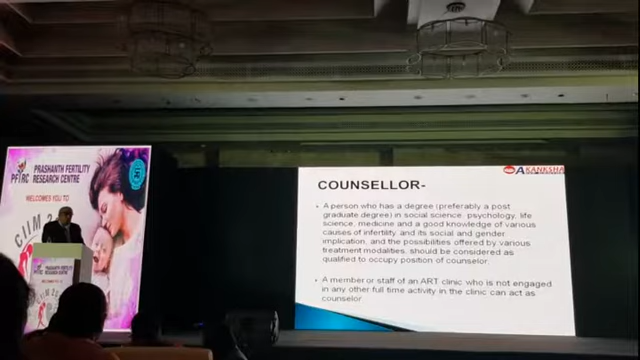 PFRC
PRASHANTH FERTILITY
RESEARCH CENTRE
WELCOMES YOU TO
AKANKSHA
COUNSELLOR-
• A person who has a degree (preferably a post
graduate degree) in social science, psychology, life
science, medicine and a good knowledge of various
causes of infertility and its social and gender
implication, and the possibilities offered by various
treatment modalities, should be considered as
qualified to occupy position of counselor.
• A member or staff of an ART clinic who is not engaged
in any other full time activity in the clinic can act as
counselor.